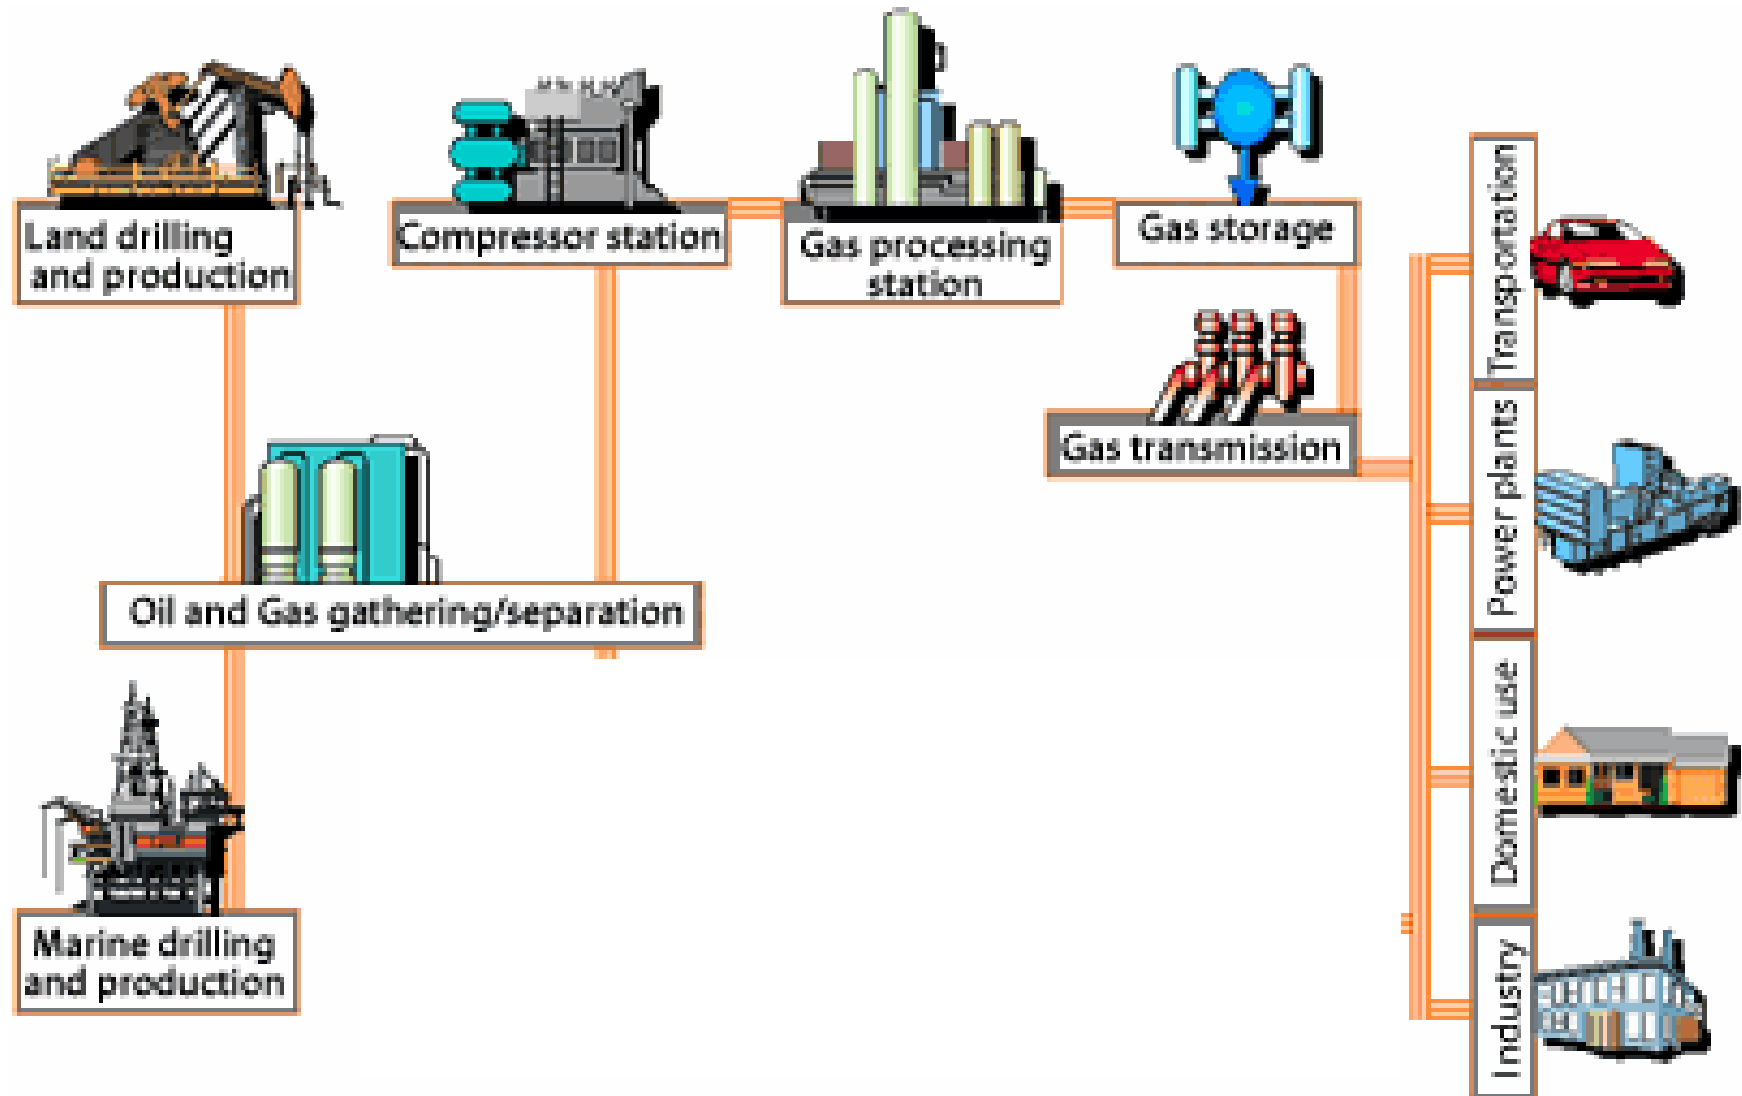 Land drilling
and production
Compressor station
Gas processing
station
Gas storage
Gas transmission
Oil and Gas gathering/separation
Marine drilling
and production
Transportation
Power plants
Domestic use
Industry